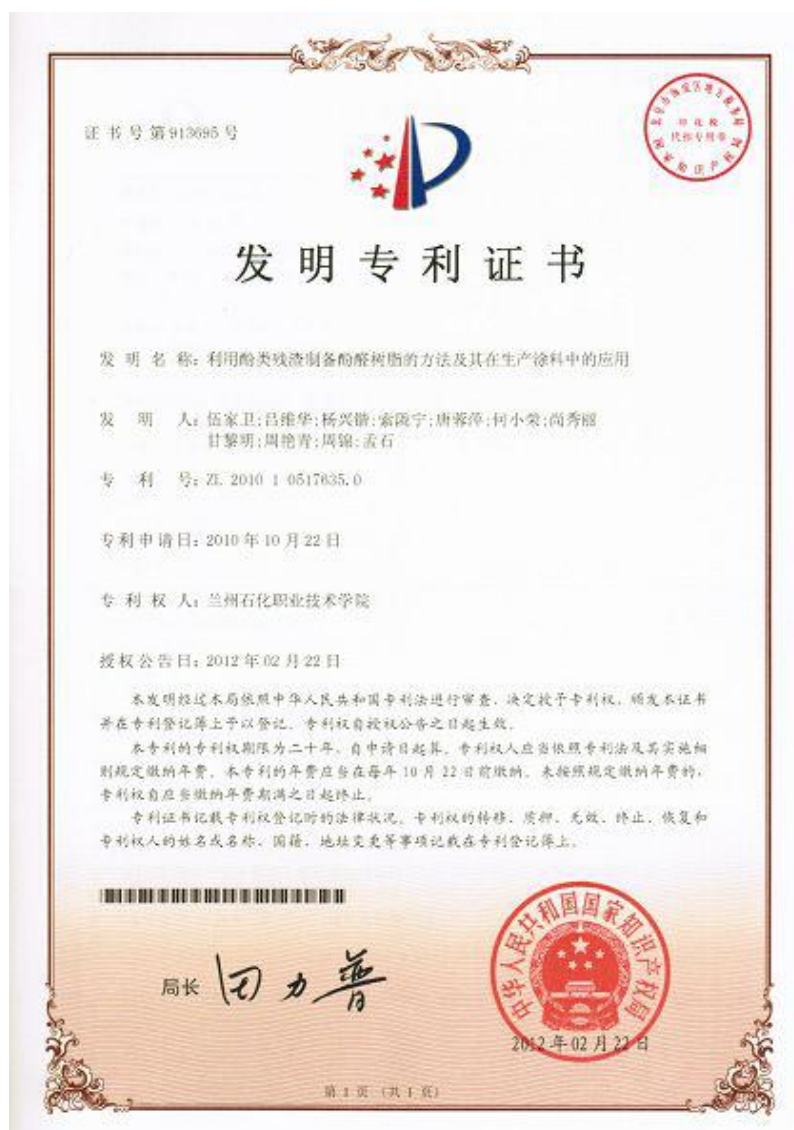 证书号第913695号
发明专利证书
发 明 名 称：利用酚类残渣制备酚醛树脂的方法及其在生产涂料中的应用
发 明 人：伍家卫;吕维华;杨兴锴;索陇宁;唐蓉萍;何小荣;尚秀丽
甘黎明;周艳青;周锦;孟石
专 利 号：ZL 2010 1 0517635.0
专利申请日：2010年10月22日
专 利 权 人：兰州石化职业技术学院
授权公告日：2012年02月22日
本发明经过本局依照中华人民共和国专利法进行审查，决定授予专利权，颁发本证书
并在专利登记簿上予以登记。专利权自授权公告之日起生效。
本专利的专利权期限为二十年，自申请日起算。专利权人应当依照专利法及其实施细
则规定缴纳年费。本专利的年费应当在每年10月22日前缴纳。未按照规定缴纳年费的，
专利权自应当缴纳年费期满之日起终止。
专利证书记载专利权登记时的法律状况。专利权的转移、质押、无效、终止、恢复和
专利权人的姓名或名称、国籍、地址变更等事项记载在专利登记簿上。
局长 田力普
中华人民共和国国家知识产权局
2012年02月22日
第1页（共1页）